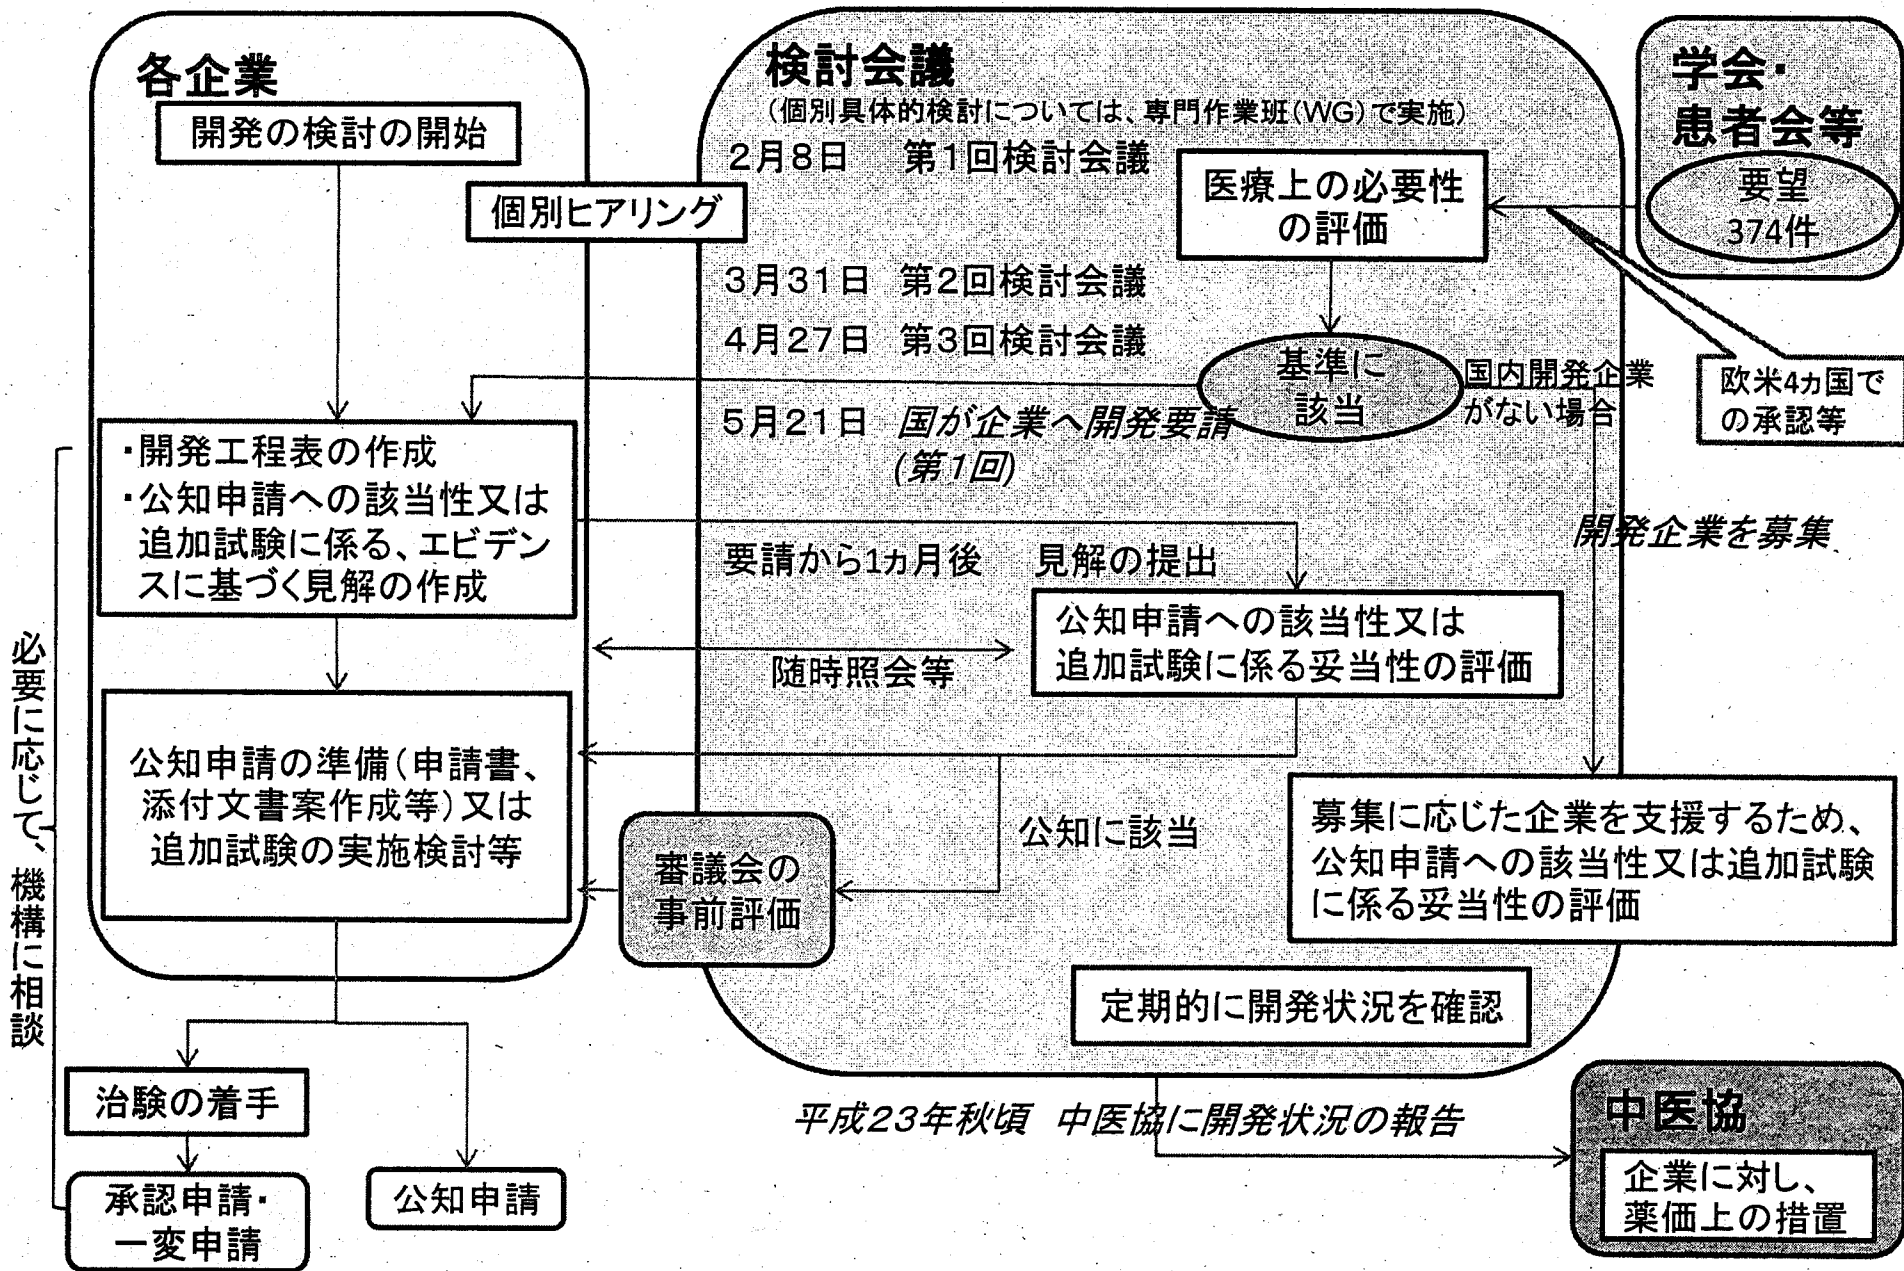 各企業
開発の検討の開始
個別ヒアリング
・開発工程表の作成
・公知申請への該当性又は
追加試験に係る、エビデン
スに基づく見解の作成
公知申請の準備(申請書、
添付文書案作成等)又は
追加試験の実施検討等
必要に応じて、機構に相談
治験の着手
承認申請・
一変申請
公知申請
検討会議
(個別具体的検討については、専門作業班(WG)で実施)
2月8日 第1回検討会議
医療上の必要性
の評価
3月31日 第2回検討会議
4月27日 第3回検討会議
基準に
該当
国内開発企業
がない場合
5月21日 国が企業へ開発要請
(第1回)
開発企業を募集
要請から1ヵ月後 見解の提出
公知申請への該当性又は
追加試験に係る妥当性の評価
随時照会等
公知に該当
審議会の
事前評価
募集に応じた企業を支援するため、
公知申請への該当性又は追加試験
に係る妥当性の評価
定期的に開発状況を確認
平成23年秋頃 中医協に開発状況の報告
学会・
患者会等
要望
374件
欧米4ヵ国で
の承認等
中医協
企業に対し、
薬価上の措置